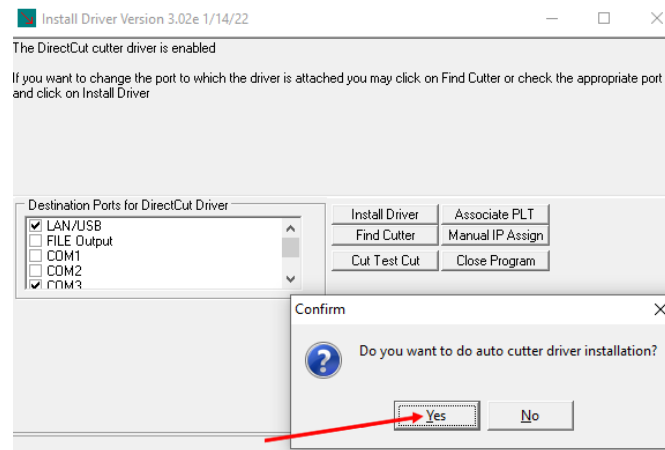 Install Driver Version 3.02e 1/14/22
The DirectCut cutter driver is enabled
If you want to change the port to which the driver is attached you may click on Find Cutter or check the appropriate port
and click on Install Driver
Destination Ports for DirectCut Driver
LAN/USB
FILE Output
COM1
COM2
COM3
Install Driver
Associate PLT
Find Cutter
Manual IP Assign
Cut Test Cut
Close Program
Confirm
Do you want to do auto cutter driver installation?
Yes
No